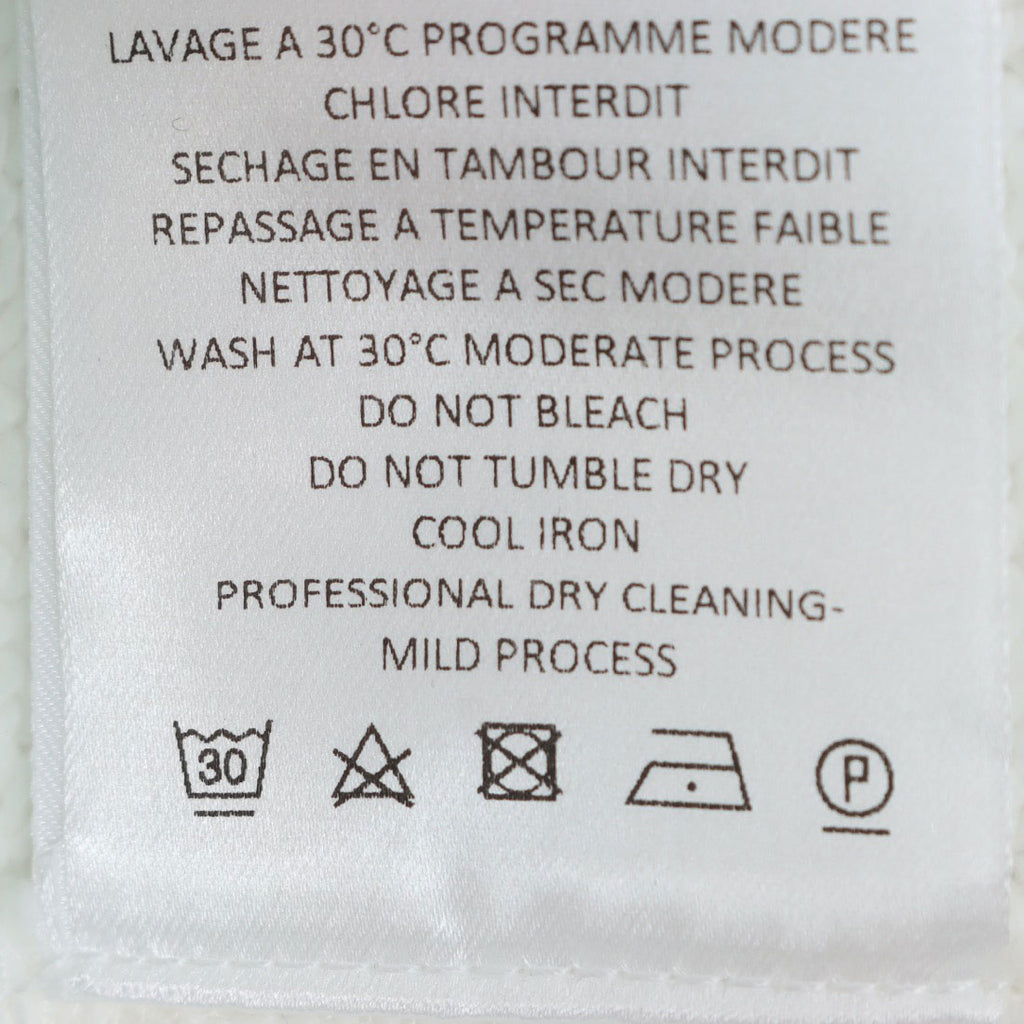 LAVAGE A 30°C PROGRAMME MODERE
CHLORE INTERDIT
SECHAGE EN TAMBOUR INTERDIT
REPASSAGE A TEMPERATURE FAIBLE
NETTOYAGE A SEC MODERE
WASH AT 30°C MODERATE PROCESS
DO NOT BLEACH
DO NOT TUMBLE DRY
COOL IRON
PROFESSIONAL DRY CLEANING-
MILD PROCESS
30 P